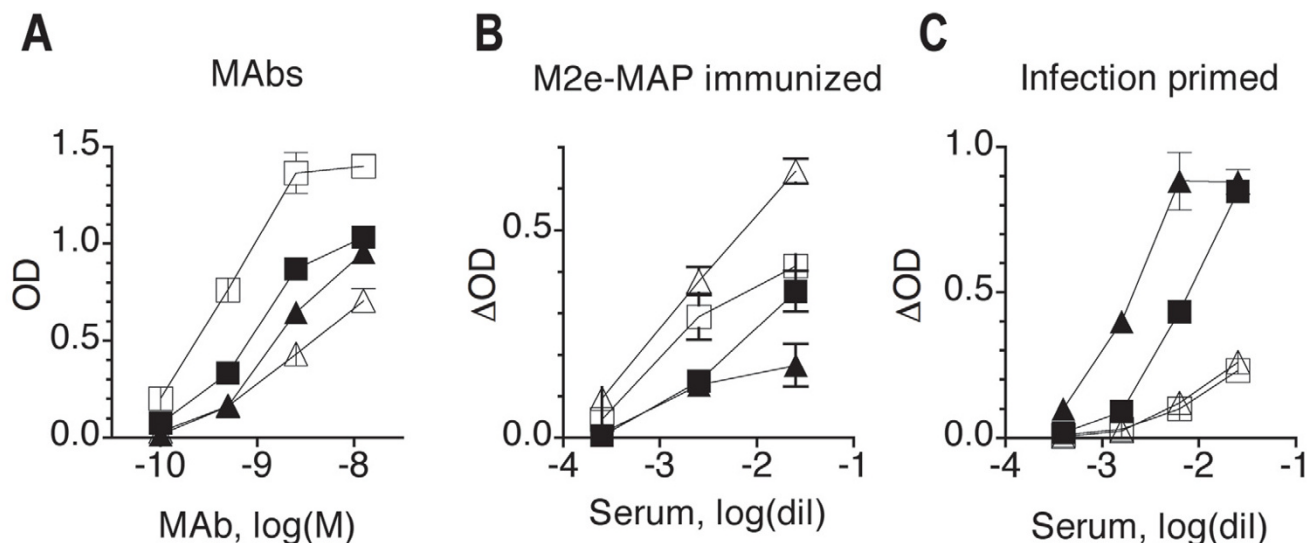 A
MAbs
OD
1.5
1.0
0.5
0.0
-10 -9 -8
MAb, log(M)
B
M2e-MAP immunized
ΔOD
0.5
0.0
-4 -3 -2 -1
Serum, log(dil)
C
Infection primed
ΔOD
1.0
0.5
0.0
-4 -3 -2 -1
Serum, log(dil)